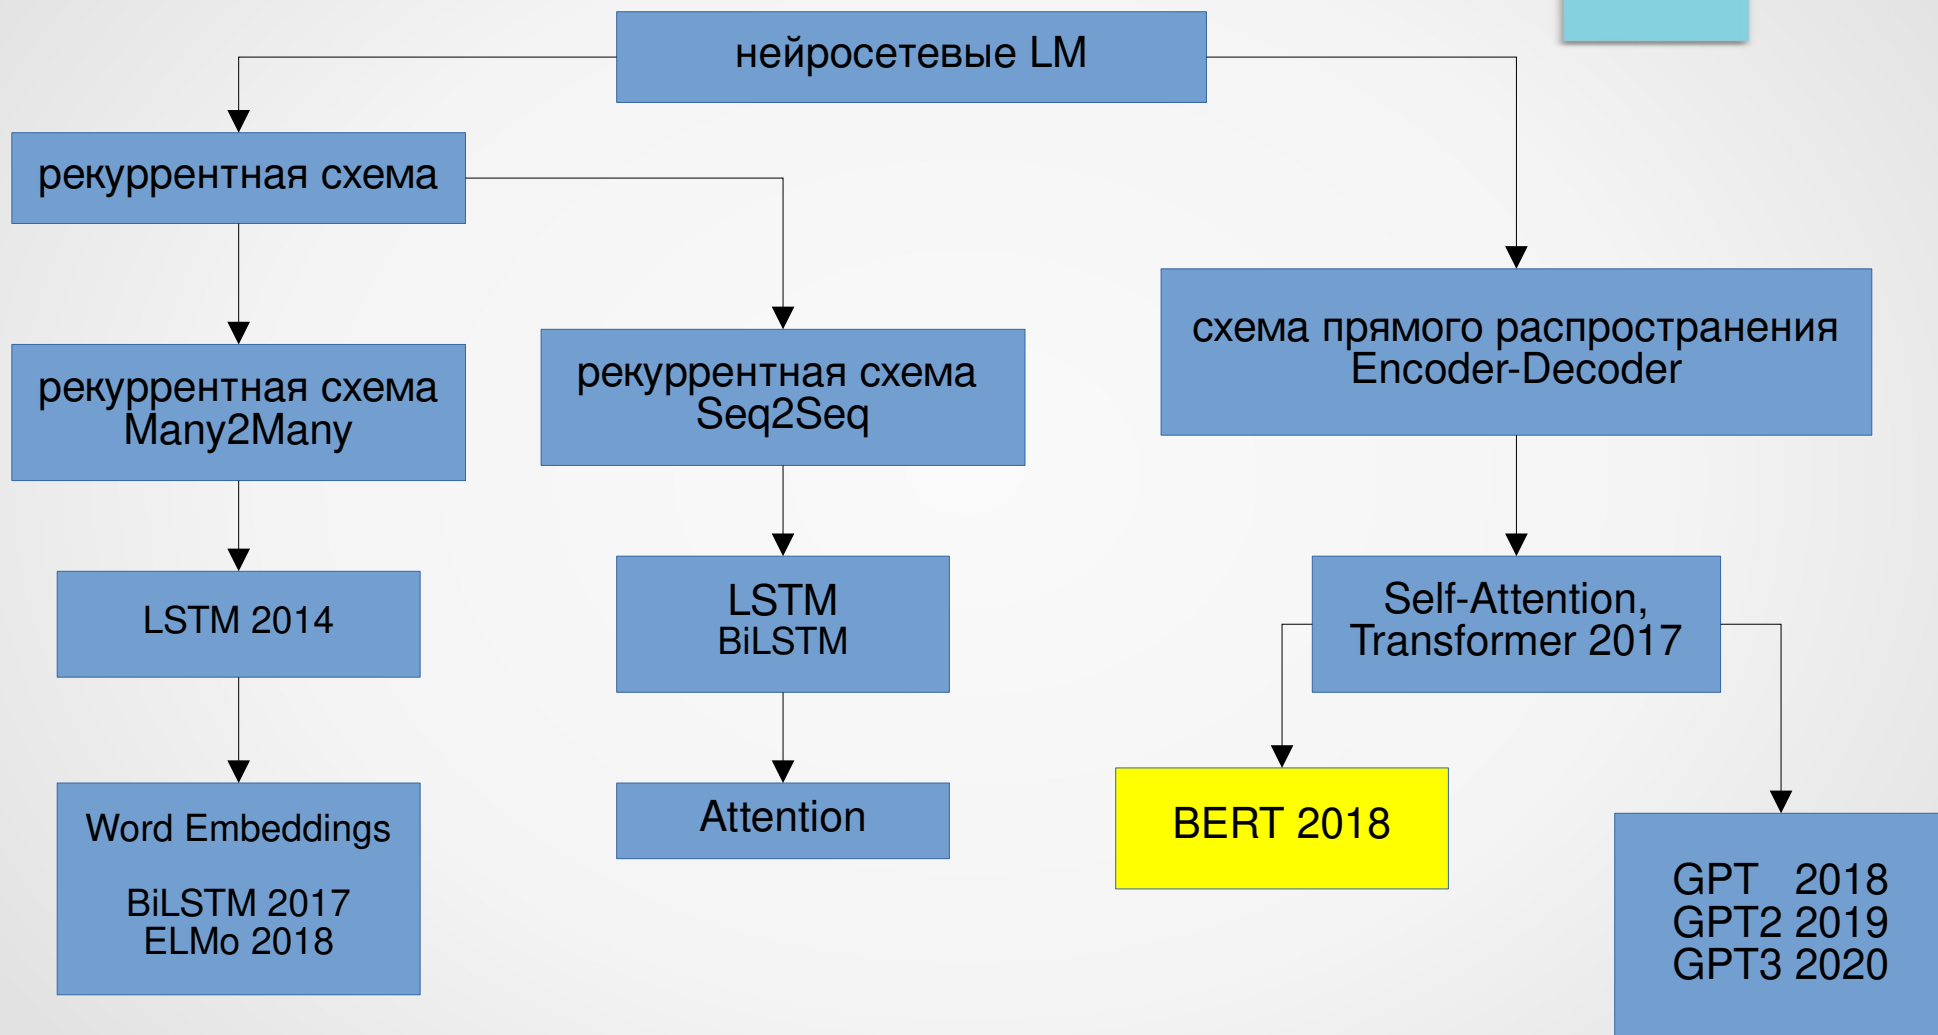 нейросетевые LM
рекуррентная схема
рекуррентная схема
Many2Many
LSTM 2014
Word Embeddings
BiLSTM 2017
ELMo 2018
рекуррентная схема
Seq2Seq
LSTM
BiLSTM
Attention
схема прямого распространения
Encoder-Decoder
Self-Attention,
Transformer 2017
BERT 2018
GPT 2018
GPT2 2019
GPT3 2020